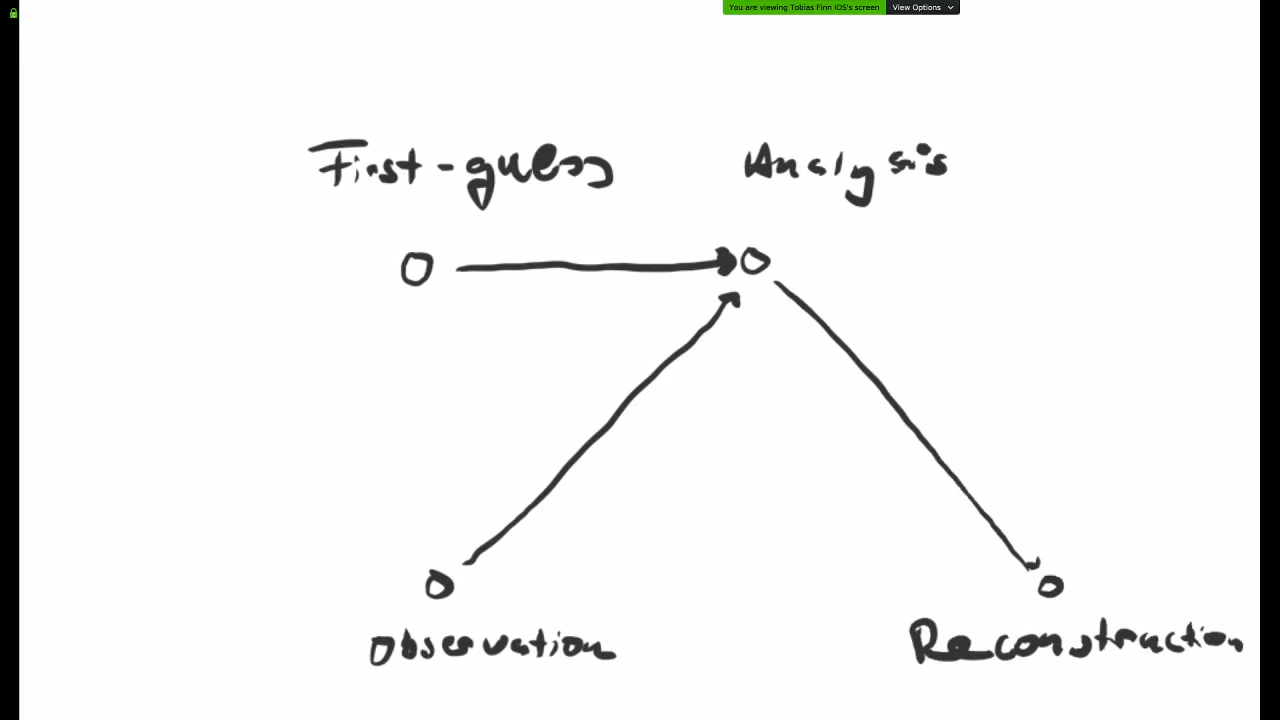 You are viewing Tobias Finn iOS's screen View Options
First-guess Analysis
Observation Reconstruction